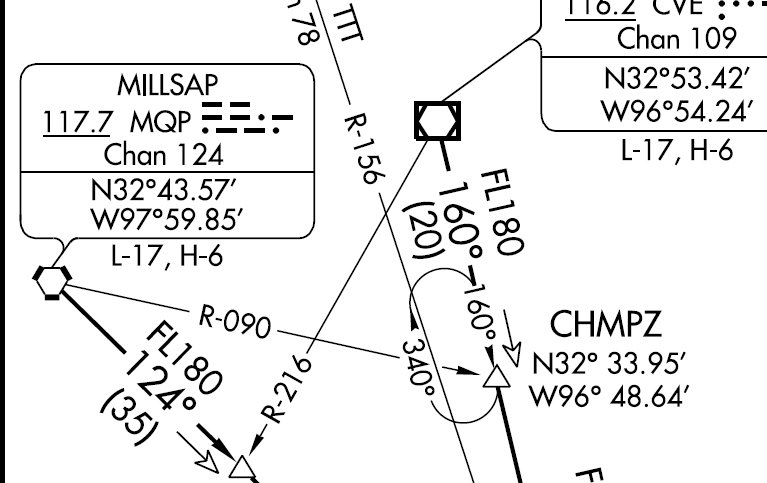 78
TTT
116.2 CVE
Chan 109
N32°53.42'
W96°54.24'
L-17, H-6
MILLSAP
117.7 MQP
Chan 124
N32°43.57'
W97°59.85'
L-17, H-6
R-156
FL180
160°
(20)
R-090
160°
340°
CHMPZ
N32° 33.95'
W96° 48.64'
FL180
124°
(35)
R-216